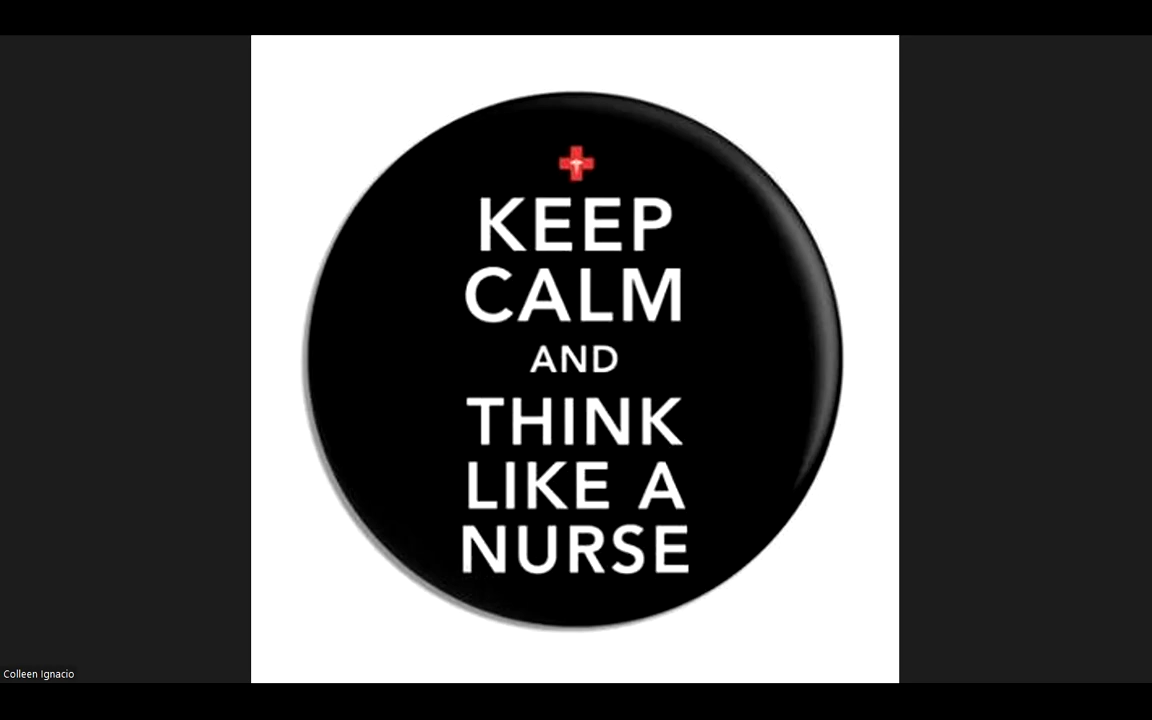 KEEP
CALM
AND
THINK
LIKE A
NURSE
Colleen Ignacio